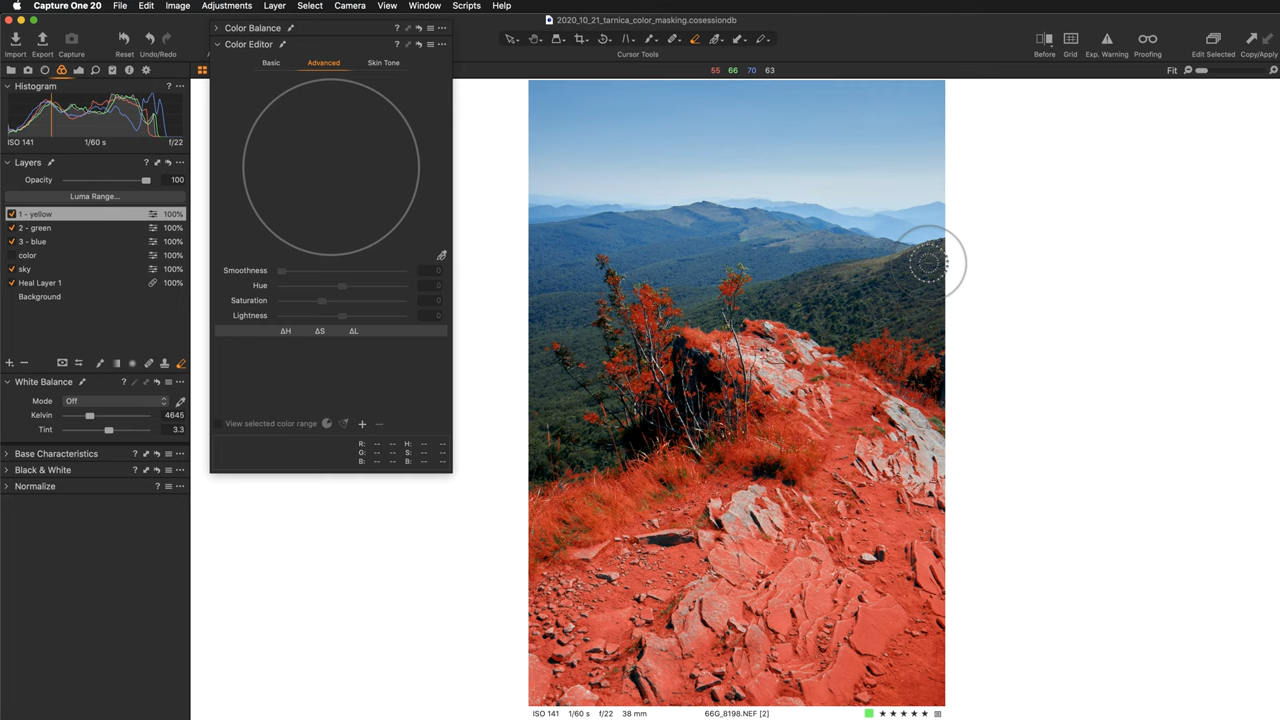 Capture One 20 File Edit Image Adjustments Layer Select Camera View Window Scripts Help
2020_10_21_tarnica_color_masking.cosessiondb
Import Export Capture Reset Undo/Redo Cursor Tools Before Grid Exp. Warning Proofing Edit Selected Copy/Apply
55 66 70 63 Fit
Histogram ? ...
ISO 141 1/60 s f/22
Layers ? ...
Opacity 100
Luma Range...
1 - yellow 100%
2 - green 100%
3 - blue 100%
color 100%
sky 100%
Heal Layer 1 100%
Background
White Balance ? ...
Mode Off
Kelvin 4645
Tint 3.3
Base Characteristics ? ...
Black & White ? ...
Normalize ? ...
Color Balance ? ...
Color Editor ? ...
Basic Advanced Skin Tone
Smoothness 0
Hue 0
Saturation 0
Lightness 0
ΔH ΔS ΔL
View selected color range
R: -- -- H: -- --
G: -- -- S: -- --
B: -- -- B: -- --
ISO 141 1/60 s f/22 38 mm 66G_8198.NEF [2] ★★★★★